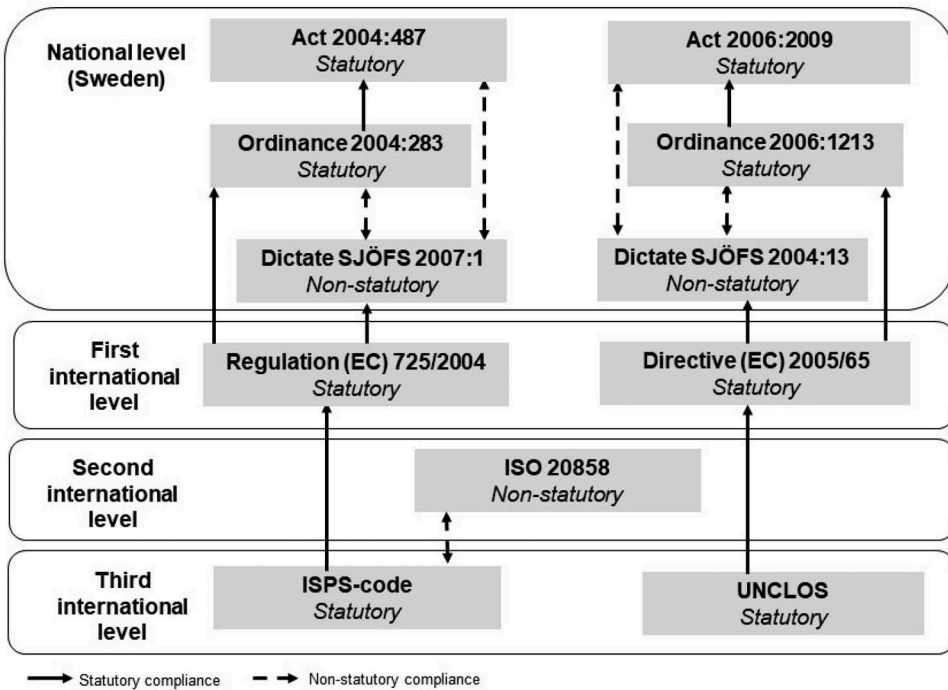 National level
(Sweden)
Act 2004:487
Statutory
Act 2006:2009
Statutory
Ordinance 2004:283
Statutory
Ordinance 2006:1213
Statutory
Dictate SJÖFS 2007:1
Non-statutory
Dictate SJÖFS 2004:13
Non-statutory
First
international
level
Regulation (EC) 725/2004
Statutory
Directive (EC) 2005/65
Statutory
Second
international
level
ISO 20858
Non-statutory
Third
international
level
ISPS-code
Statutory
UNCLOS
Statutory
Statutory compliance
Non-statutory compliance